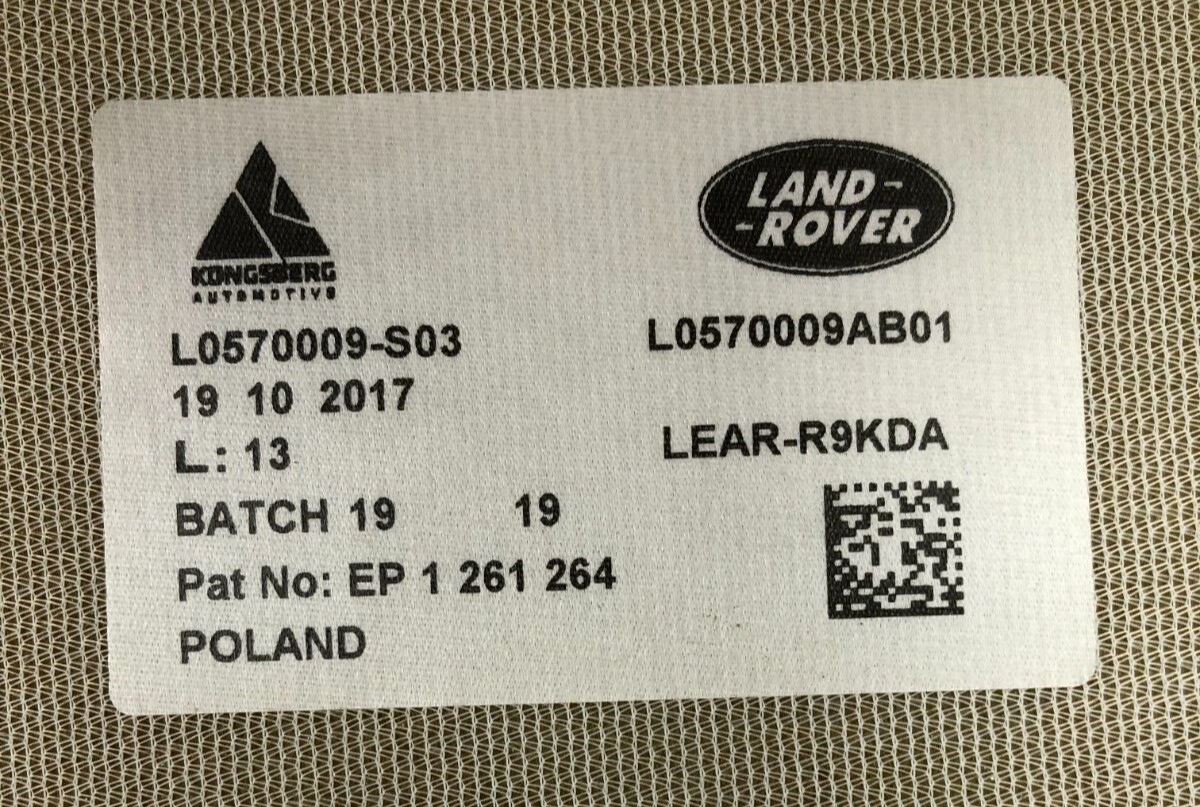 KONGSBERG
AUTOMOTIVE
LAND-
-ROVER
L0570009-S03
L0570009AB01
19 10 2017
L: 13
LEAR-R9KDA
BATCH 19 19
Pat No: EP 1 261 264
POLAND